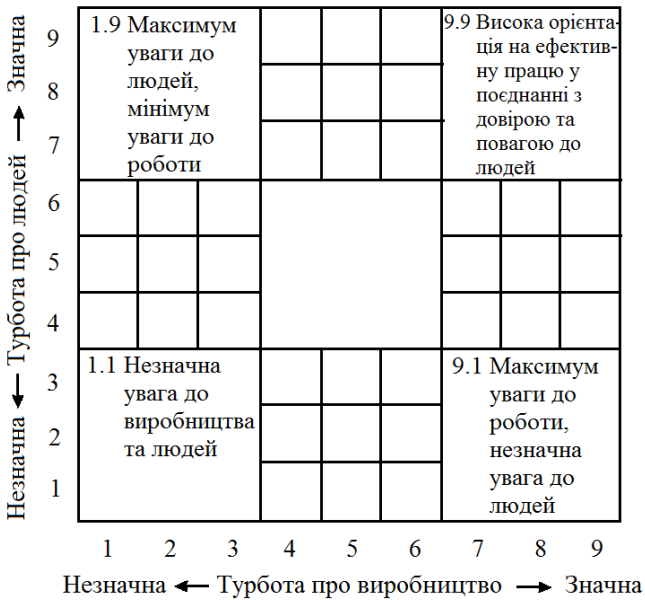 Незначна ← Турбота про людей → Значна
9
8
7
6
5
4
3
2
1
1.9 Максимум
уваги до
людей,
мінімум
уваги до
роботи
9.9 Висока орієнта-
ція на ефектив-
ну працю у
поєднанні з
довірою та
повагою до
людей
1.1 Незначна
увага до
виробництва
та людей
9.1 Максимум
уваги до
роботи,
незначна
увага до
людей
1 2 3 4 5 6 7 8 9
Незначна ← Турбота про виробництво → Значна